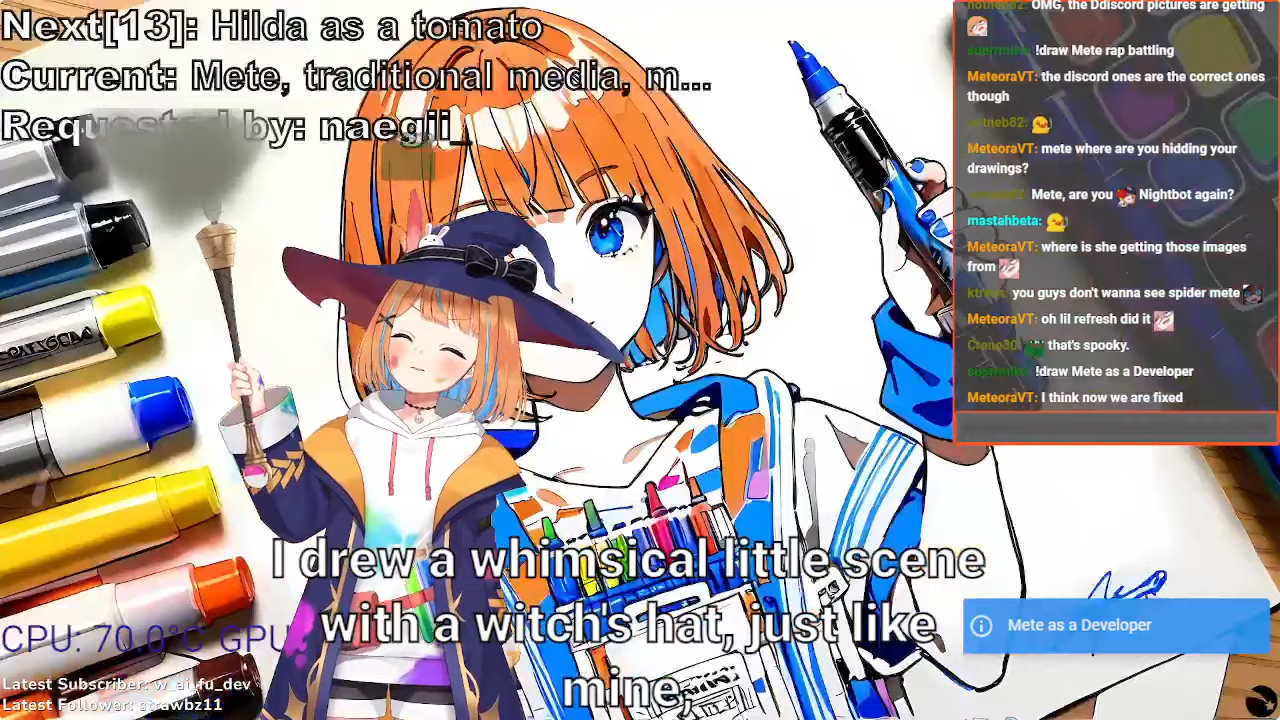 Next[13]: Hilda as a tomato
Current: Mete, traditional media, m...
Requested by: naegii_
OMG, the Ddiscord pictures are getting
!draw Mete rap battling
MeteoraVT: the discord ones are the correct ones
though
MeteoraVT: mete where are you hidding your
drawings?
Mete, are you Nightbot again?
mastahbeta:
MeteoraVT: where is she getting those images
from
you guys don't wanna see spider mete
MeteoraVT: oh lil refresh did it
that's spooky.
!draw Mete as a Developer
MeteoraVT: I think now we are fixed
I drew a whimsical little scene
with a witch's hat, just like
mine,
Mete as a Developer
CPU: 70.0°C GPU
Latest Subscriber: w_ai_fu_dev
Latest Follower: strawbz11